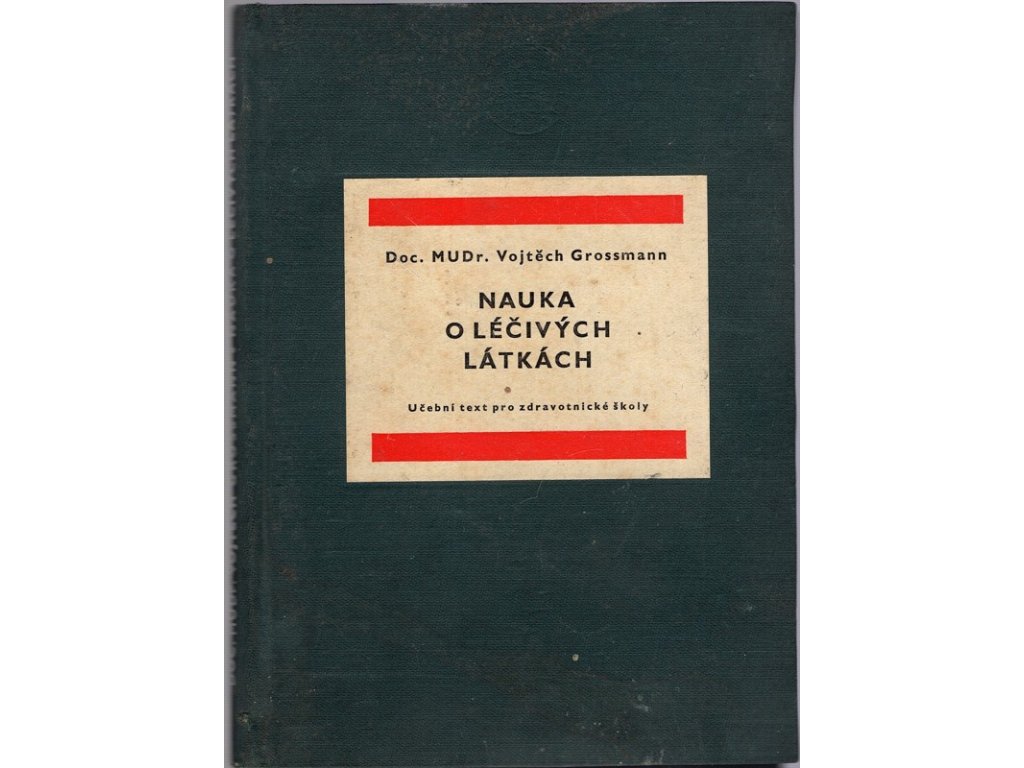 Doc. MUDr. Vojtěch Grossmann
NAUKA
O LÉČIVÝCH
LÁTKÁCH
Učební text pro zdravotnické školy